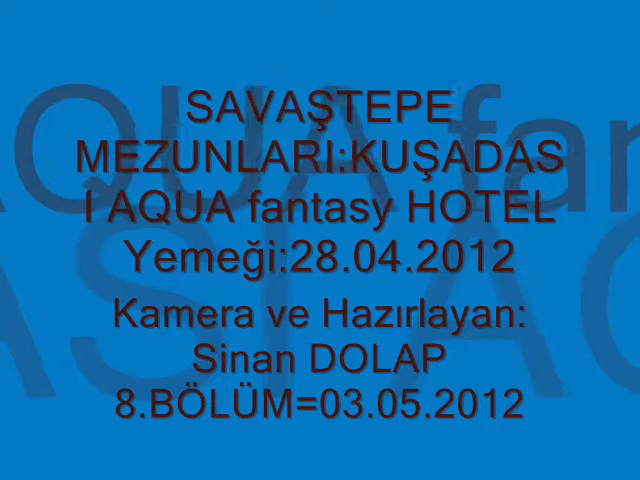 SAVAŞTEPE
MEZUNLARI:KUŞADAS
I AQUA fantasy HOTEL
Yemeği:28.04.2012
Kamera ve Hazırlayan:
Sinan DOLAP
8.BÖLÜM=03.05.2012